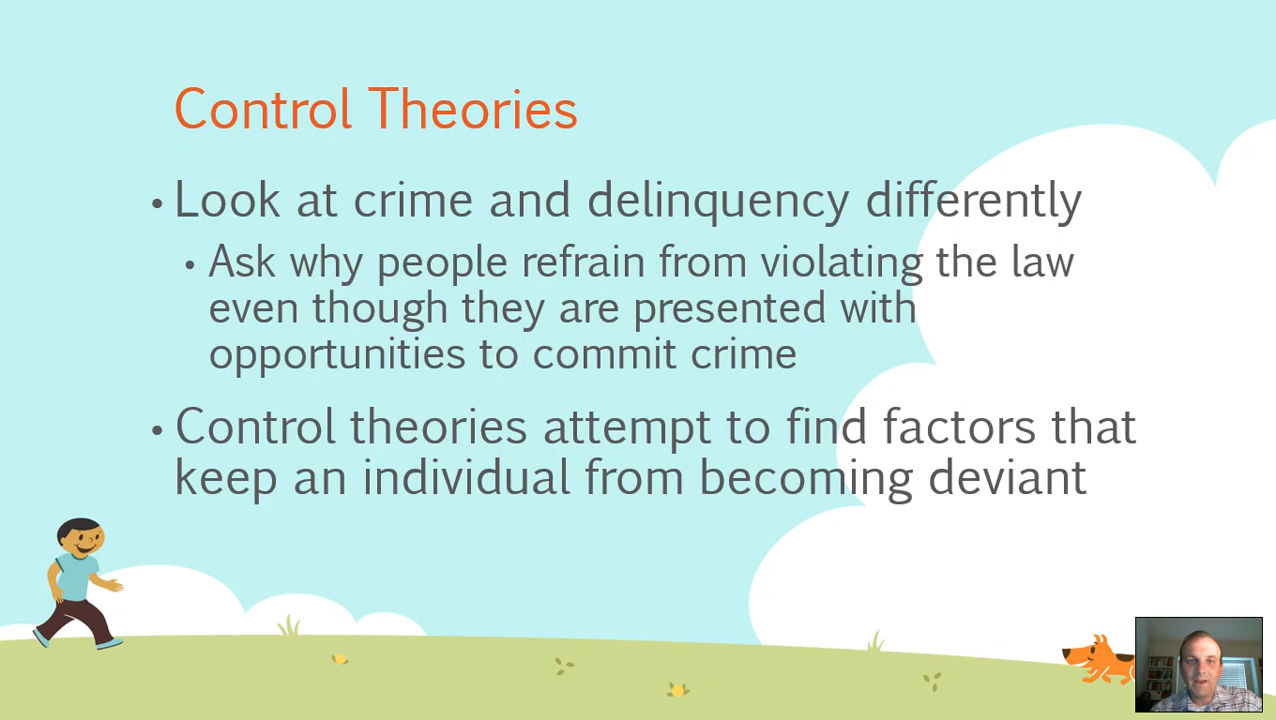 Control Theories
• Look at crime and delinquency differently
• Ask why people refrain from violating the law
even though they are presented with
opportunities to commit crime
• Control theories attempt to find factors that
keep an individual from becoming deviant